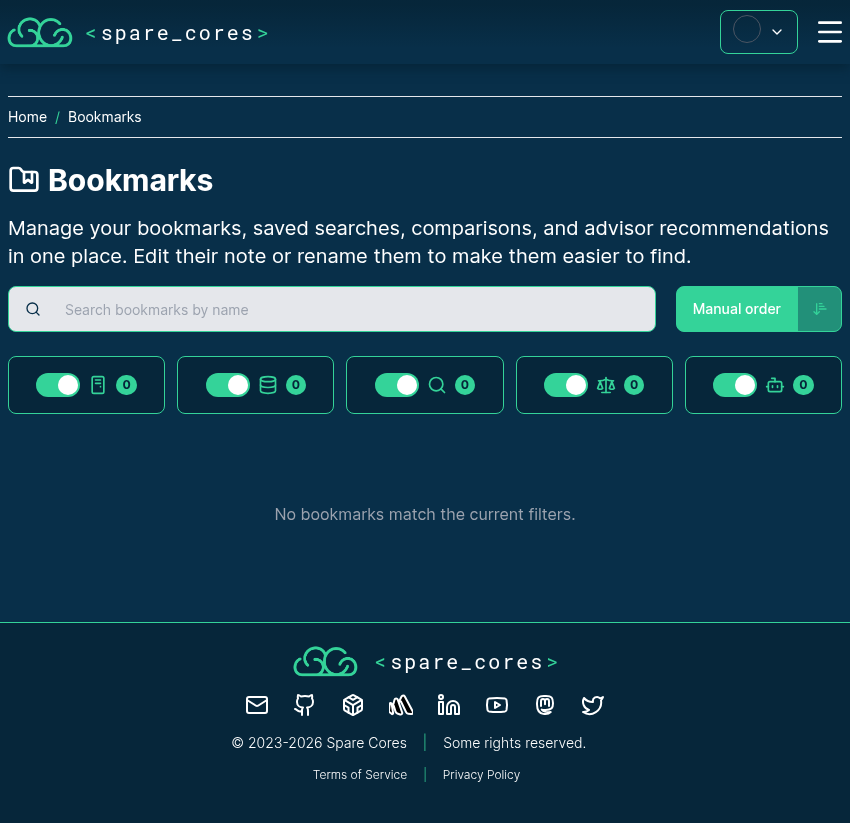 <spare_cores>
Home / Bookmarks
Bookmarks
Manage your bookmarks, saved searches, comparisons, and advisor recommendations
in one place. Edit their note or rename them to make them easier to find.
Search bookmarks by name
Manual order
0
0
0
0
0
No bookmarks match the current filters.
<spare_cores>
© 2023-2026 Spare Cores | Some rights reserved.
Terms of Service | Privacy Policy